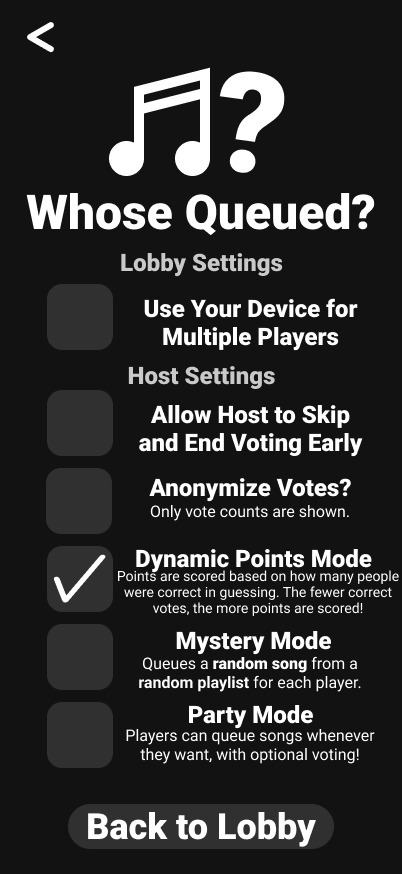 Whose Queued?
Lobby Settings
Use Your Device for
Multiple Players
Host Settings
Allow Host to Skip
and End Voting Early
Anonymize Votes?
Only vote counts are shown.
Dynamic Points Mode
Points are scored based on how many people
were correct in guessing. The fewer correct
votes, the more points are scored!
Mystery Mode
Queues a random song from a
random playlist for each player.
Party Mode
Players can queue songs whenever
they want, with optional voting!
Back to Lobby